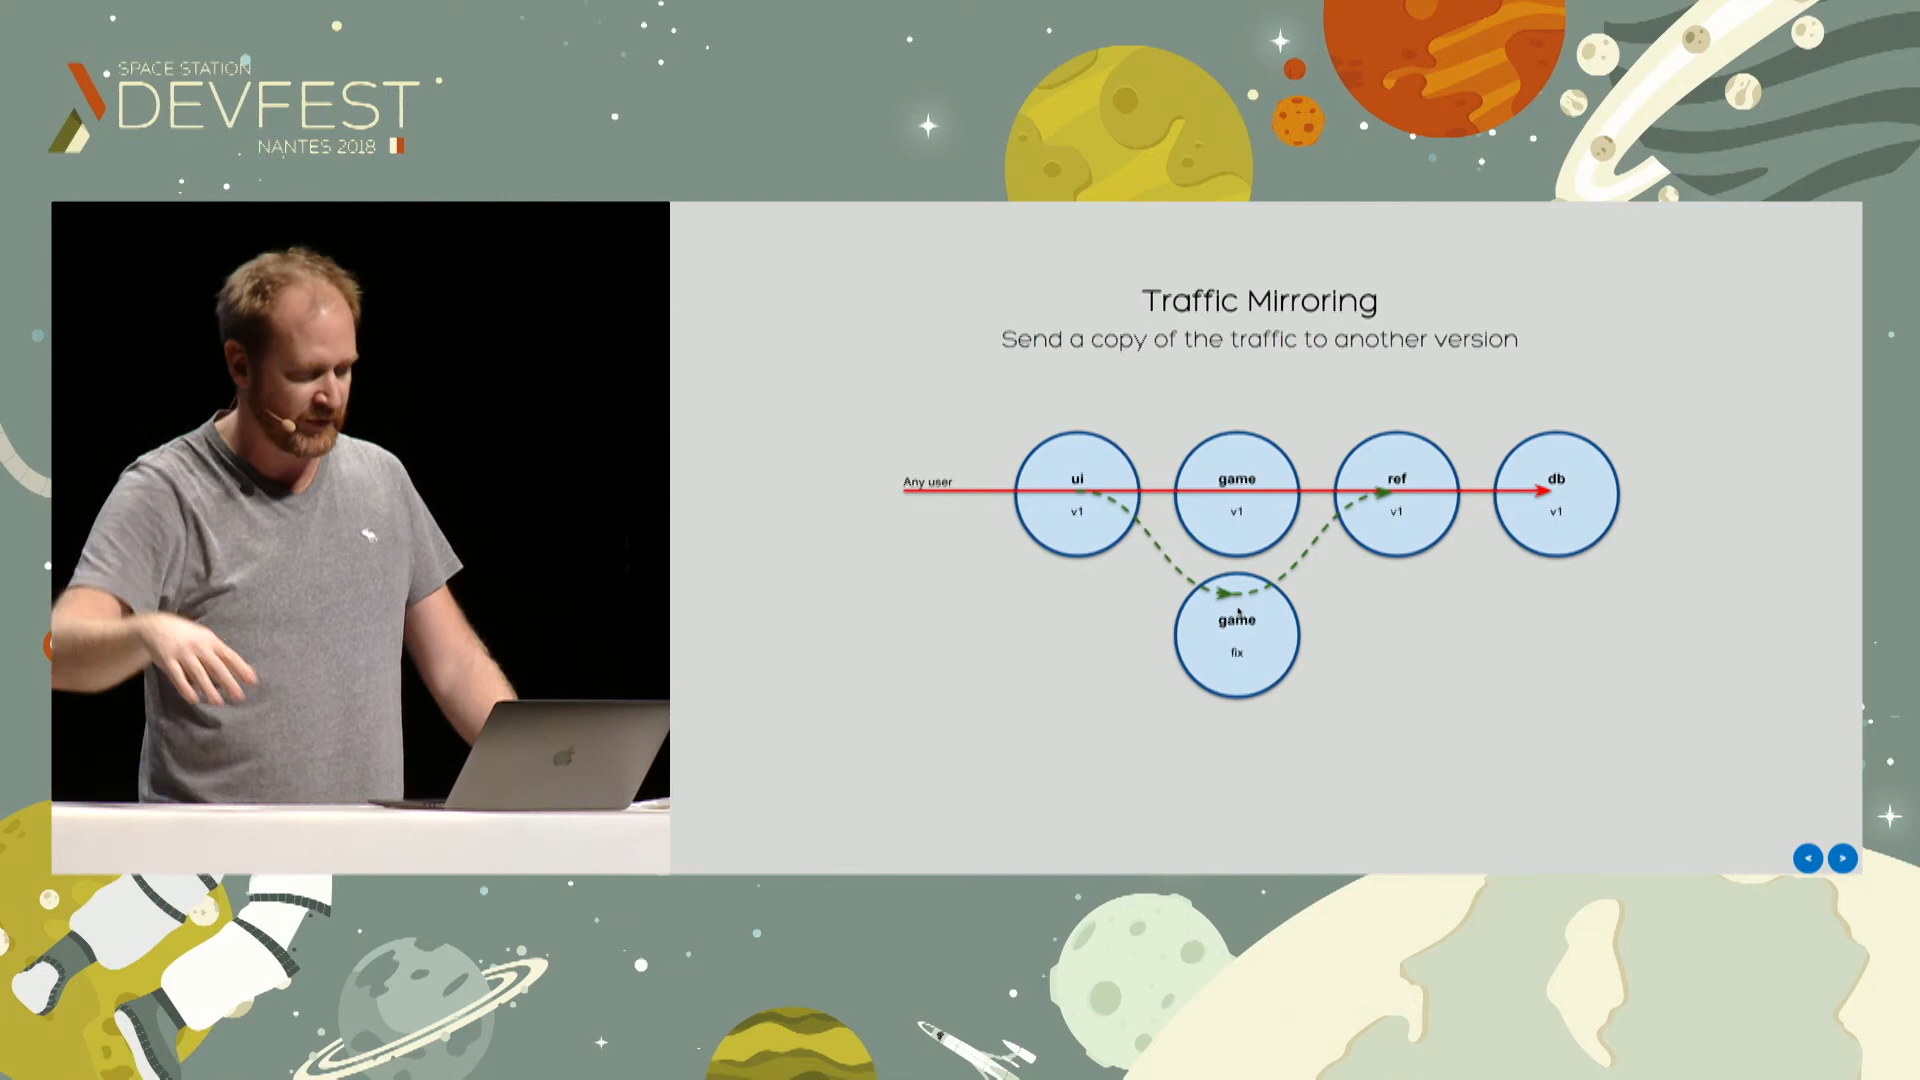 SPACE STATION
DEVFEST
NANTES 2018
Traffic Mirroring
Send a copy of the traffic to another version
Any user
ui
v1
game
v1
ref
v1
db
v1
game
fix